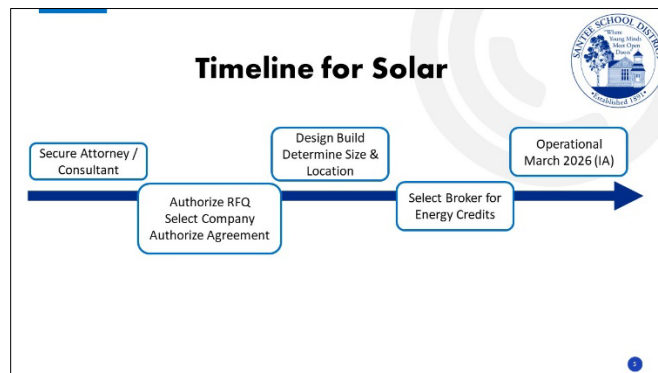 Timeline for Solar
SANTEE SCHOOL DISTRICT
"Where
Young Minds
Meet Open
Doors"
•Established 1891•
Secure Attorney /
Consultant
Authorize RFQ
Select Company
Authorize Agreement
Design Build
Determine Size &
Location
Select Broker for
Energy Credits
Operational
March 2026 (IA)